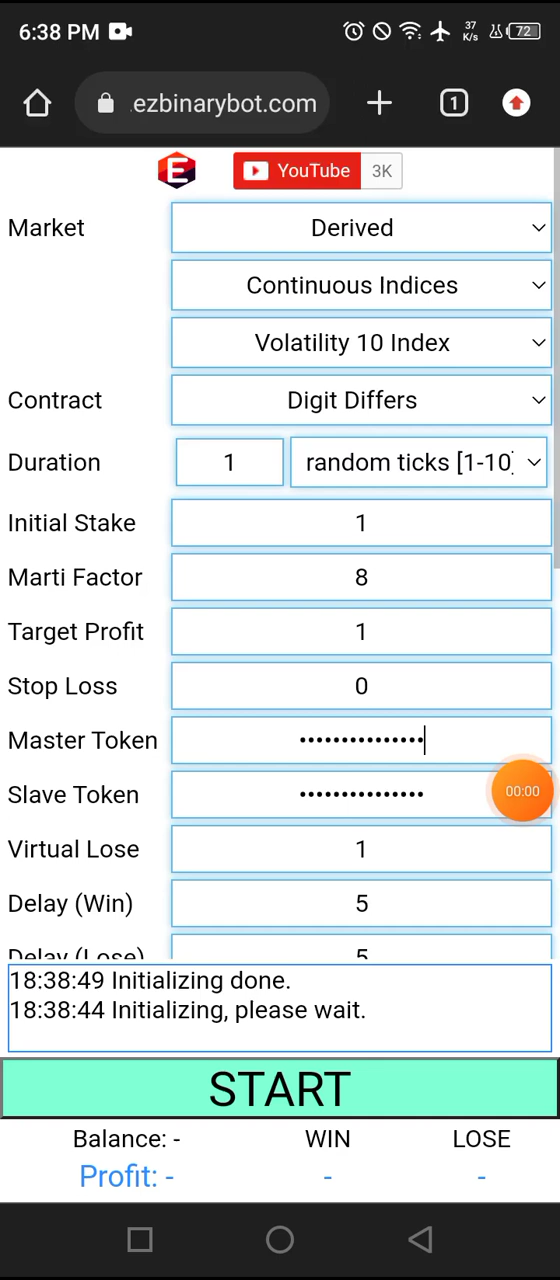 6:38 PM 37 K/s 72
.ezbinarybot.com 1
E YouTube 3K
Market Derived
Continuous Indices
Volatility 10 Index
Contract Digit Differs
Duration 1 random ticks [1-10]
Initial Stake 1
Marti Factor 8
Target Profit 1
Stop Loss 0
Master Token •••••••••••••••
Slave Token •••••••••••••••
00:00
Virtual Lose 1
Delay (Win) 5
Delay (Lose) 5
18:38:49 Initializing done.
18:38:44 Initializing, please wait.
START
Balance: - WIN LOSE
Profit: - - -